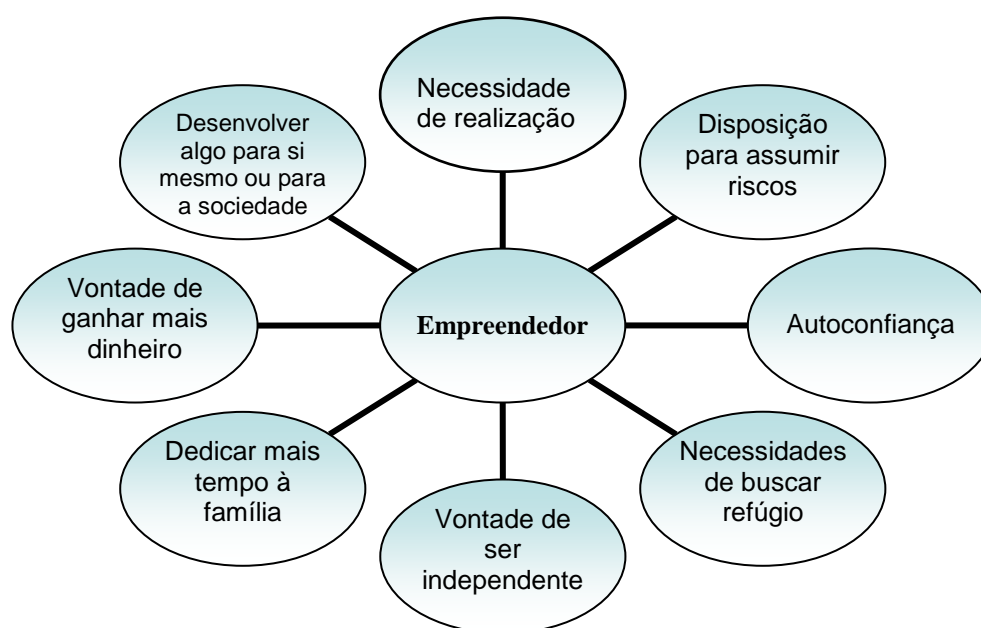 Necessidade
de realização
Desenvolver
algo para si
mesmo ou para
a sociedade
Disposição
para assumir
riscos
Vontade de
ganhar mais
dinheiro
Empreendedor
Autoconfiança
Dedicar mais
tempo à
família
Necessidades
de buscar
refúgio
Vontade de
ser
independente